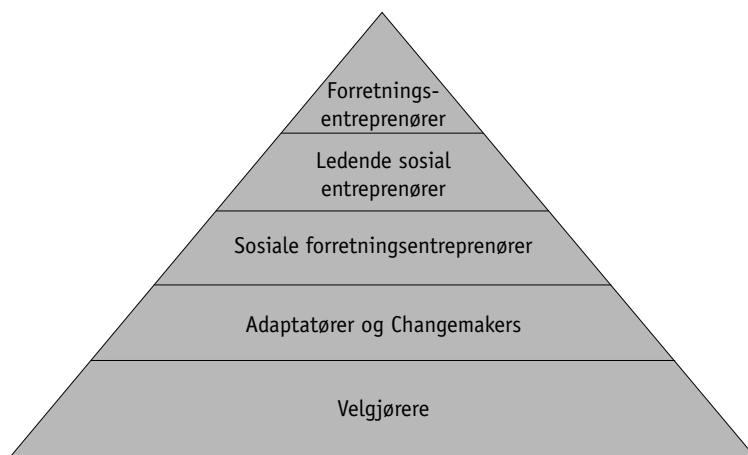 Forretnings-
entreprenører
Ledende sosial
entreprenører
Sosiale forretningsentreprenører
Adaptatører og Changemakers
Velgjørere